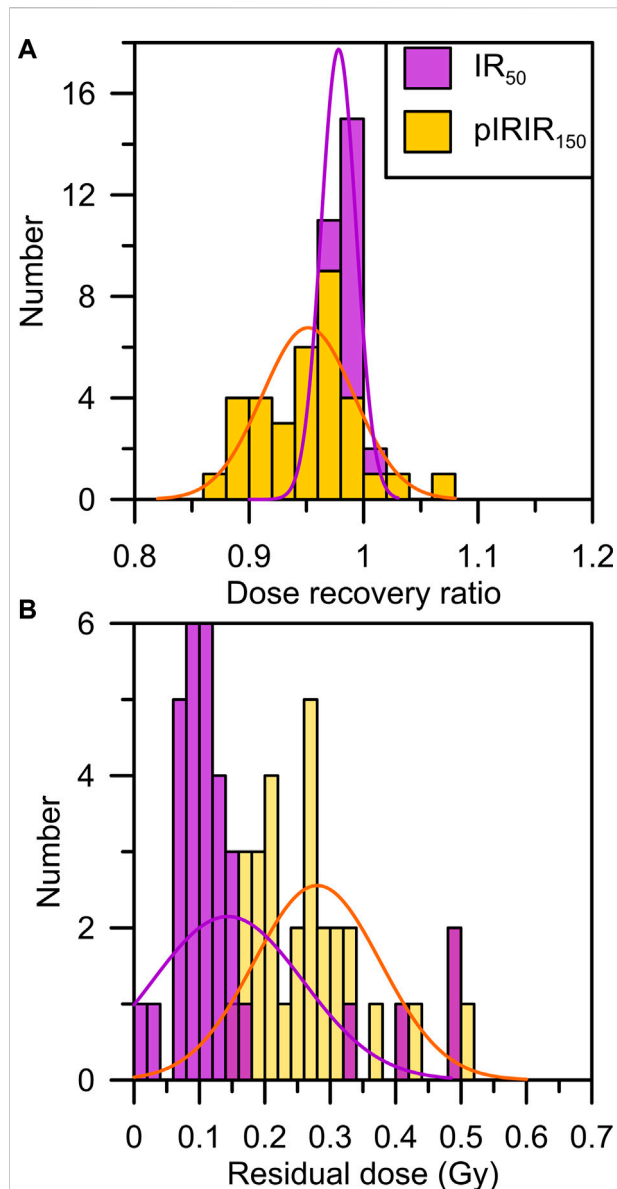 A
IR50
pIRIR150
16
12
8
4
0
Number
0.8 0.9 1 1.1 1.2
Dose recovery ratio
B
6
4
2
0
Number
0 0.1 0.2 0.3 0.4 0.5 0.6 0.7
Residual dose (Gy)